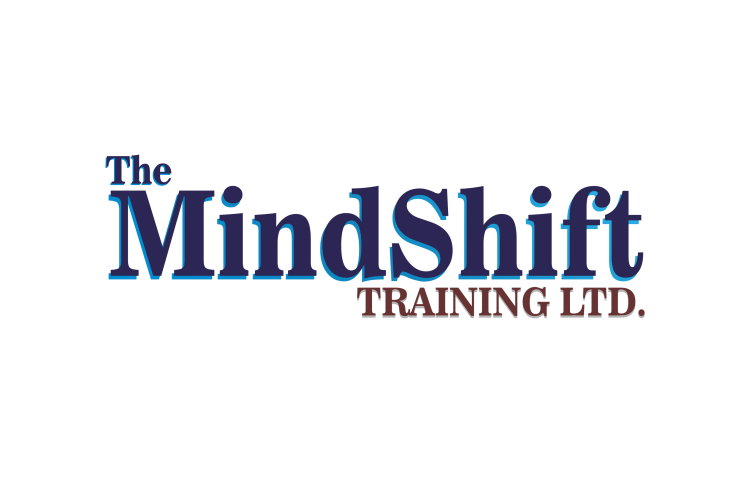 The
MindShift
TRAINING LTD.